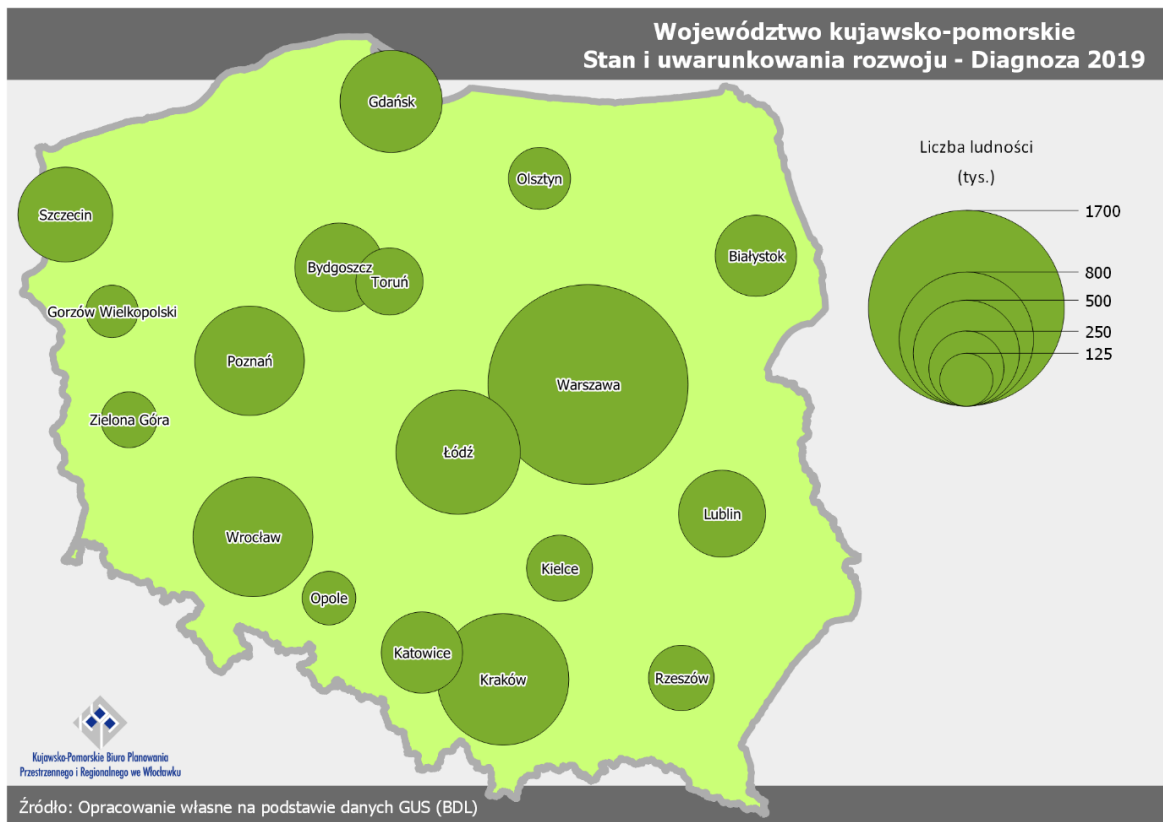 Województwo kujawsko-pomorskie
Stan i uwarunkowania rozwoju - Diagnoza 2019
Gdańsk
Olsztyn
Szczecin
Białystok
Bydgoszcz
Toruń
Gorzów Wielkopolski
Poznań
Warszawa
Zielona Góra
Łódź
Lublin
Wrocław
Kielce
Opole
Katowice
Kraków
Rzeszów
Liczba ludności
(tys.)
1700
800
500
250
125
Kujawsko-Pomorskie Biuro Planowania
Przestrzennego i Regionalnego we Włocławku
Źródło: Opracowanie własne na podstawie danych GUS (BDL)